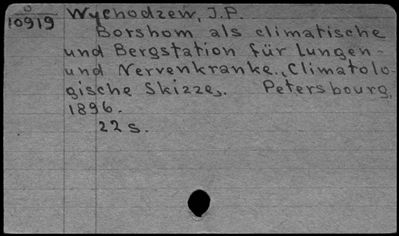 O
10919 Wychodzew, J.P.
Borshom als climatische
und Bergstation für Lungen-
und Nervenkranke. Climatolo-
gische Skizze. Petersbourg,
1896.
22 s.